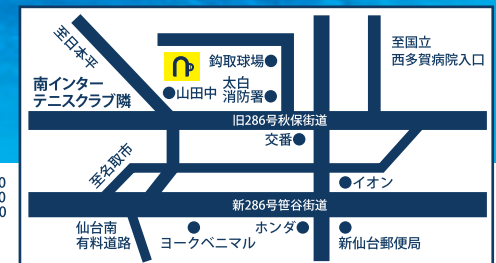 至日本平
至国立
西多賀病院入口
鈎取球場
南インター
テニスクラブ隣
山田中
太白
消防署
旧286号秋保街道
交番
至名取市
イオン
新286号笹谷街道
仙台南
有料道路
ヨークベニマル
ホンダ
新仙台郵便局
0
0
0